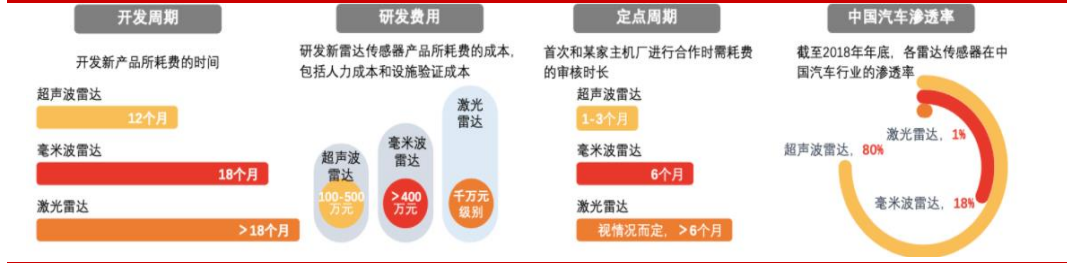 开发周期
开发新产品所耗费的时间
超声波雷达
12个月
毫米波雷达
18个月
激光雷达
>18个月
研发费用
研发新雷达传感器产品所耗费的成本,
包括人力成本和设施验证成本
超声波
雷达
100-500
万元
毫米波
雷达
>400
万元
激光
雷达
千万元
级别
定点周期
首次和某家主机厂进行合作时需耗费
的审核时长
超声波雷达
1-3个月
毫米波雷达
6个月
激光雷达
视情况而定，>6个月
中国汽车渗透率
截至2018年年底，各雷达传感器在中
国汽车行业的渗透率
激光雷达，1%
超声波雷达，80%
毫米波雷达，18%